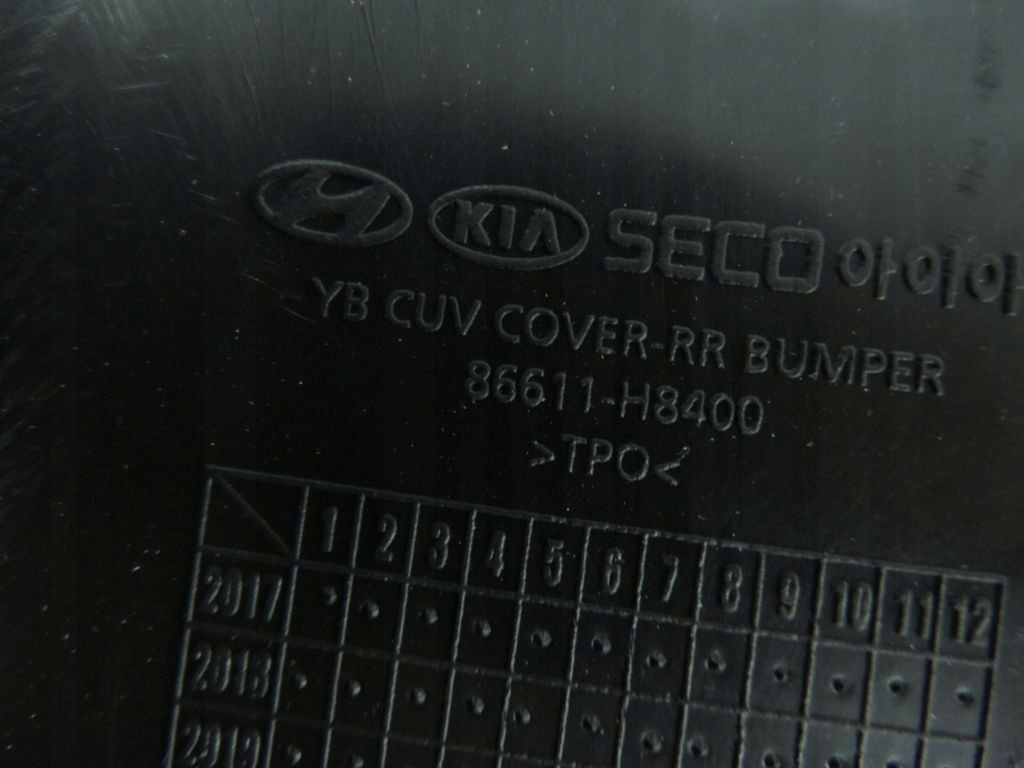 KIA SECO 아이아
YB CUV COVER-RR BUMPER
86611-H8400
>TPO<
1 2 3 4 5 6 7 8 9 10 11 12
2017
2018
2019